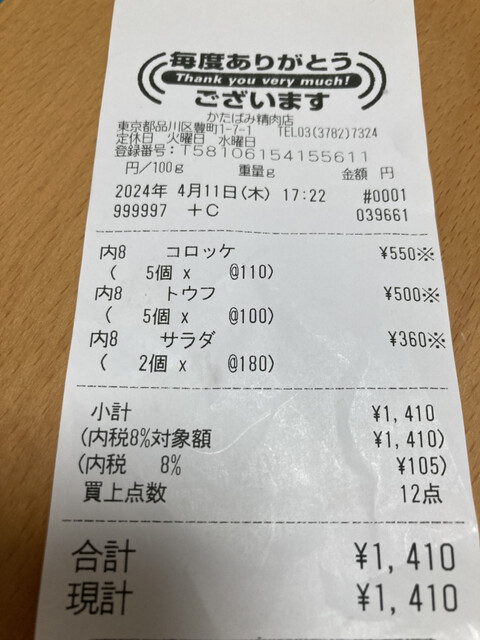 毎度ありがとう
Thank you very much!
ございます
かたばみ精肉店
東京都品川区豊町1-7-1 TEL03(3782)7324
定休日 火曜日 水曜日
登録番号：T5810615415561​1
円/100g 重量g 金額 円
2024年 4月11日(木) 17:22 #0001
999997 +C 039661
内8 コロッケ ¥550※
( 5個 x @110)
内8 トウフ ¥500※
( 5個 x @100)
内8 サラダ ¥360※
( 2個 x @180)
小計 ¥1,410
(内税8%対象額 ¥1,410)
(内税 8% ¥105)
買上点数 12点
合計 ¥1,410
現計 ¥1,410